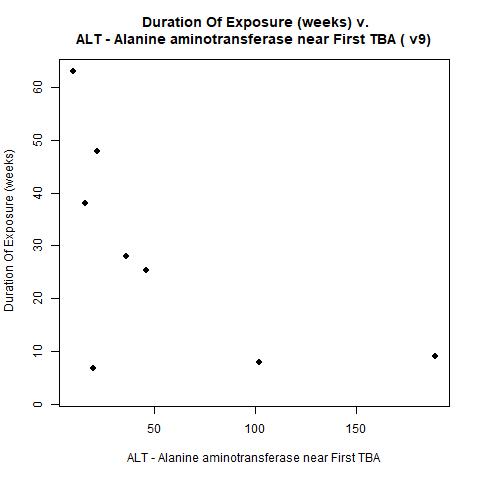 Duration Of Exposure (weeks) v.
ALT - Alanine aminotransferase near First TBA ( v9)
Duration Of Exposure (weeks)
60
50
40
30
20
10
0
50
100
150
ALT - Alanine aminotransferase near First TBA